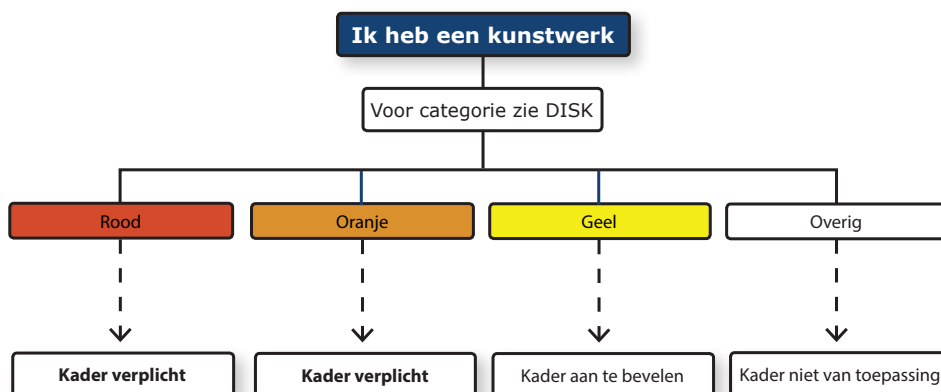 Ik heb een kunstwerk
Voor categorie zie DISK
Rood
Oranje
Geel
Overig
Kader verplicht
Kader verplicht
Kader aan te bevelen
Kader niet van toepassing